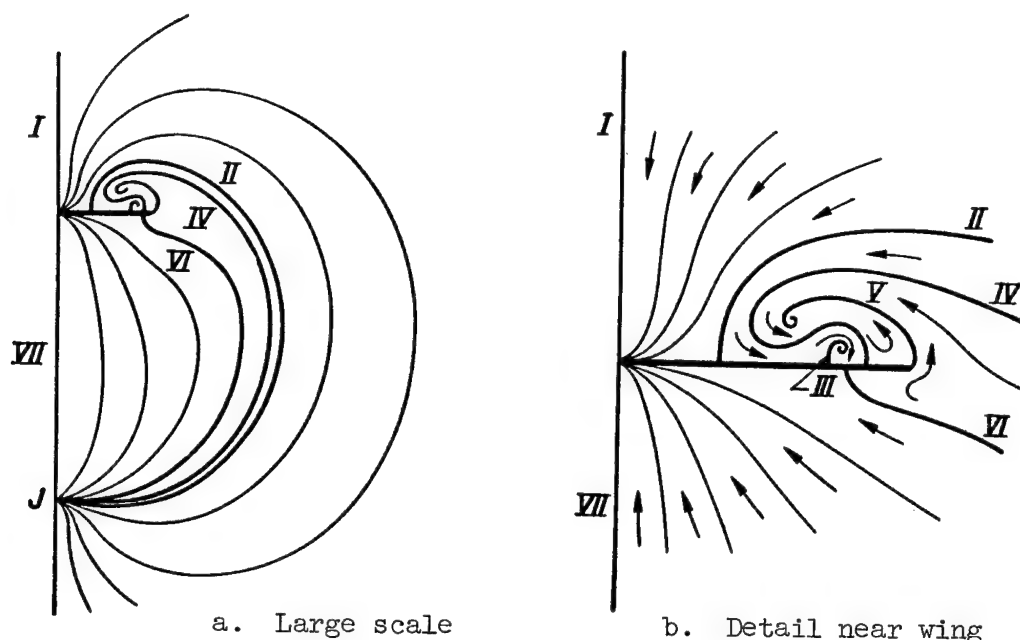 I
II
IV
VI
VII
J
a. Large scale
I
II
IV
V
III
VI
VII
b. Detail near wing